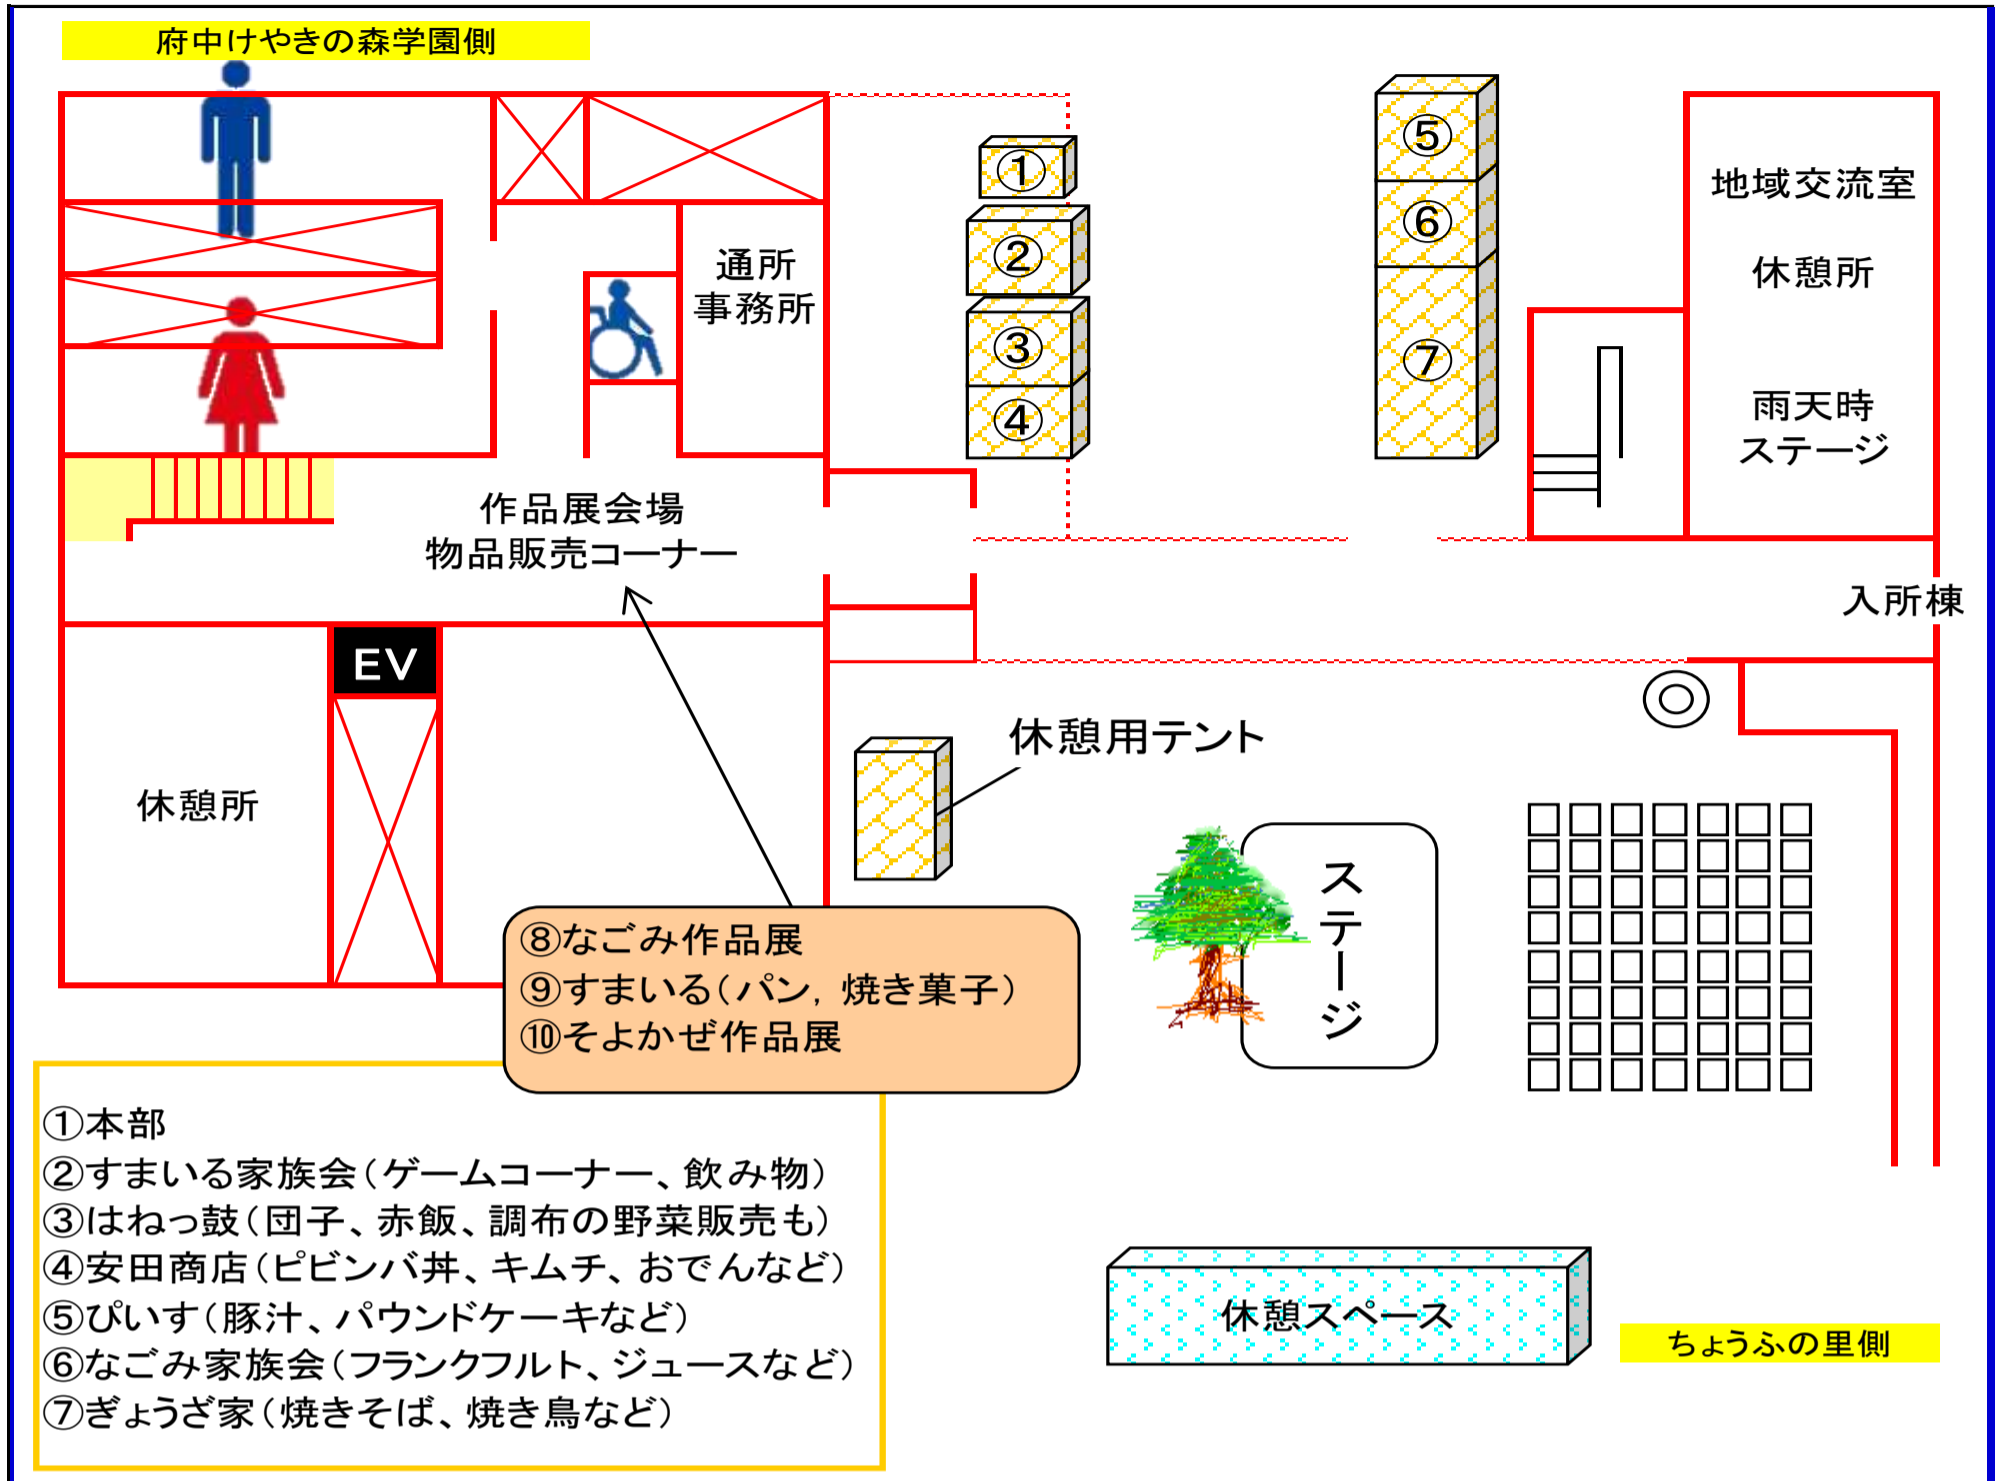 府中けやきの森学園側
①
②
③
④
⑤
⑥
⑦
地域交流室
休憩所
雨天時
ステージ
通所
事務所
作品展会場
物品販売コーナー
入所棟
EV
休憩用テント
休憩所
ステージ
⑧なごみ作品展
⑨すまいる（パン，焼き菓子）
⑩そよかぜ作品展
①本部
②すまいる家族会（ゲームコーナー、飲み物）
③はねっ鼓（団子、赤飯、調布の野菜販売も）
④安田商店（ピビンバ丼、キムチ、おでんなど）
⑤ぴいす（豚汁、パウンドケーキなど）
⑥なごみ家族会（フランクフルト、ジュースなど）
⑦ぎょうざ家（焼きそば、焼き鳥など）
休憩スペース
ちょうふの里側